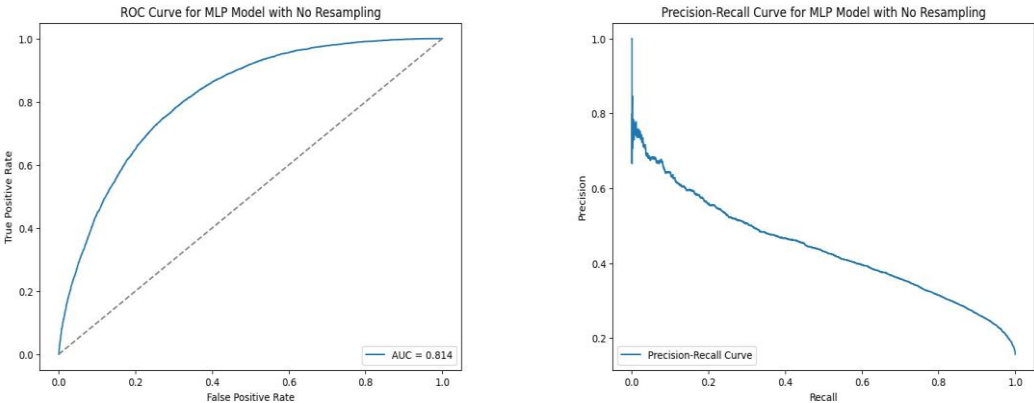 ROC Curve for MLP Model with No Resampling
1.0
0.8
0.6
0.4
0.2
0.0
True Positive Rate
AUC = 0.814
0.0 0.2 0.4 0.6 0.8 1.0
False Positive Rate
Precision-Recall Curve for MLP Model with No Resampling
1.0
0.8
0.6
0.4
0.2
Precision
Precision-Recall Curve
0.0 0.2 0.4 0.6 0.8 1.0
Recall